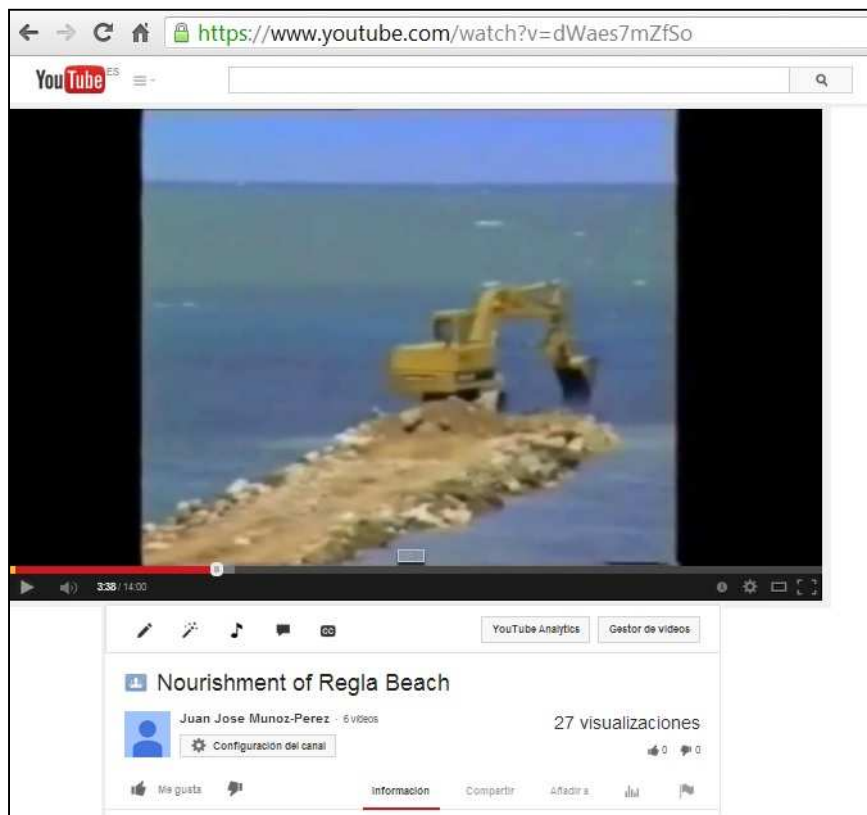 https://www.youtube.com/watch?v=dWaes7mZfSo
YouTube ES
3:38 / 14:00
CC
YouTube Analytics
Gestor de vídeos
Nourishment of Regla Beach
Juan Jose Munoz-Perez · 6 vídeos
27 visualizaciones
Configuración del canal
0 0
Me gusta
Información
Compartir
Añadir a